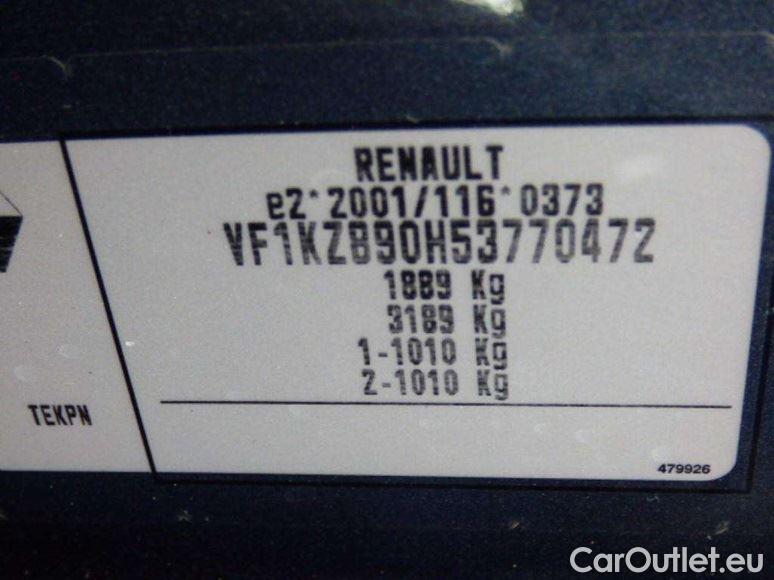 RENAULT
e2*2001/116*0373
VF1KZ890H53770472
1889 Kg
3189 Kg
1-1010 Kg
2-1010 Kg
TEKPN
479926
CarOutlet.eu